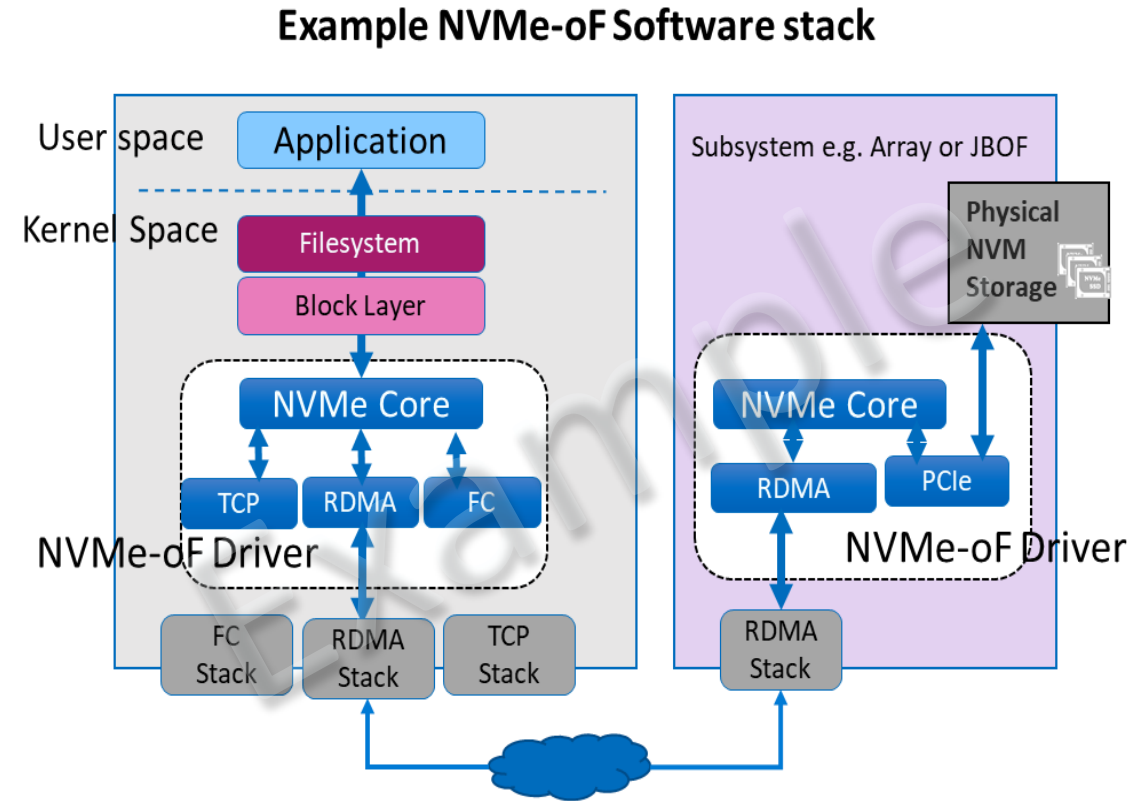 Example NVMe-oF Software stack
User space
Application
Kernel Space
Filesystem
Block Layer
NVMe Core
TCP
RDMA
FC
NVMe-oF Driver
FC
Stack
RDMA
Stack
TCP
Stack
Subsystem e.g. Array or JBOF
Physical
NVM
Storage
NVMe
SSD
NVMe Core
RDMA
PCIe
NVMe-oF Driver
RDMA
Stack
Example